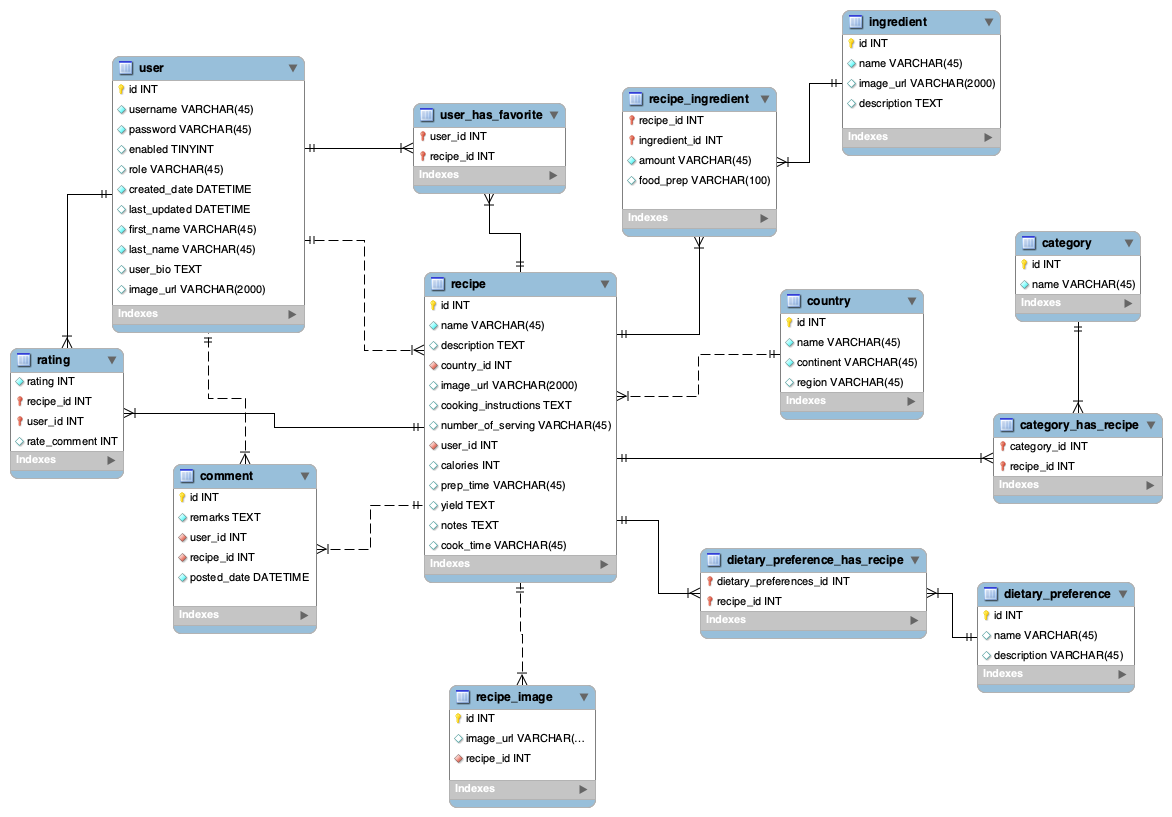 user
id INT
username VARCHAR(45)
password VARCHAR(45)
enabled TINYINT
role VARCHAR(45)
created_date DATETIME
last_updated DATETIME
first_name VARCHAR(45)
last_name VARCHAR(45)
user_bio TEXT
image_url VARCHAR(2000)
Indexes
user_has_favorite
user_id INT
recipe_id INT
Indexes
recipe_ingredient
recipe_id INT
ingredient_id INT
amount VARCHAR(45)
food_prep VARCHAR(100)
Indexes
ingredient
id INT
name VARCHAR(45)
image_url VARCHAR(2000)
description TEXT
Indexes
category
id INT
name VARCHAR(45)
Indexes
country
id INT
name VARCHAR(45)
continent VARCHAR(45)
region VARCHAR(45)
Indexes
recipe
id INT
name VARCHAR(45)
description TEXT
country_id INT
image_url VARCHAR(2000)
cooking_instructions TEXT
number_of_serving VARCHAR(45)
user_id INT
calories INT
prep_time VARCHAR(45)
yield TEXT
notes TEXT
cook_time VARCHAR(45)
Indexes
rating
rating INT
recipe_id INT
user_id INT
rate_comment INT
Indexes
comment
id INT
remarks TEXT
user_id INT
recipe_id INT
posted_date DATETIME
Indexes
category_has_recipe
category_id INT
recipe_id INT
Indexes
dietary_preference_has_recipe
dietary_preferences_id INT
recipe_id INT
Indexes
dietary_preference
id INT
name VARCHAR(45)
description VARCHAR(45)
Indexes
recipe_image
id INT
image_url VARCHAR(...
recipe_id INT
Indexes